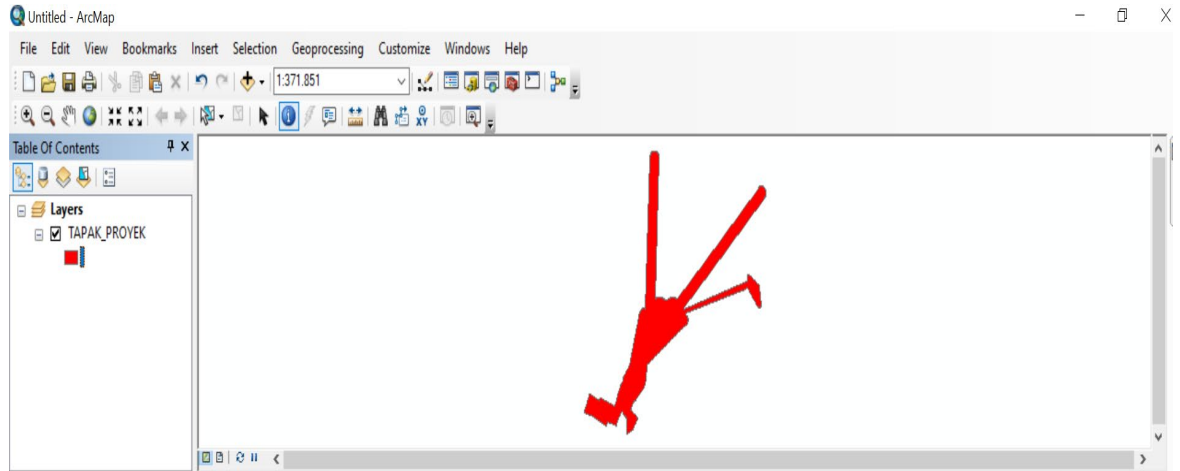 Untitled - ArcMap
File Edit View Bookmarks Insert Selection Geoprocessing Customize Windows Help
1:371.851
XY
Table Of Contents
Layers
TAPAK_PROYEK